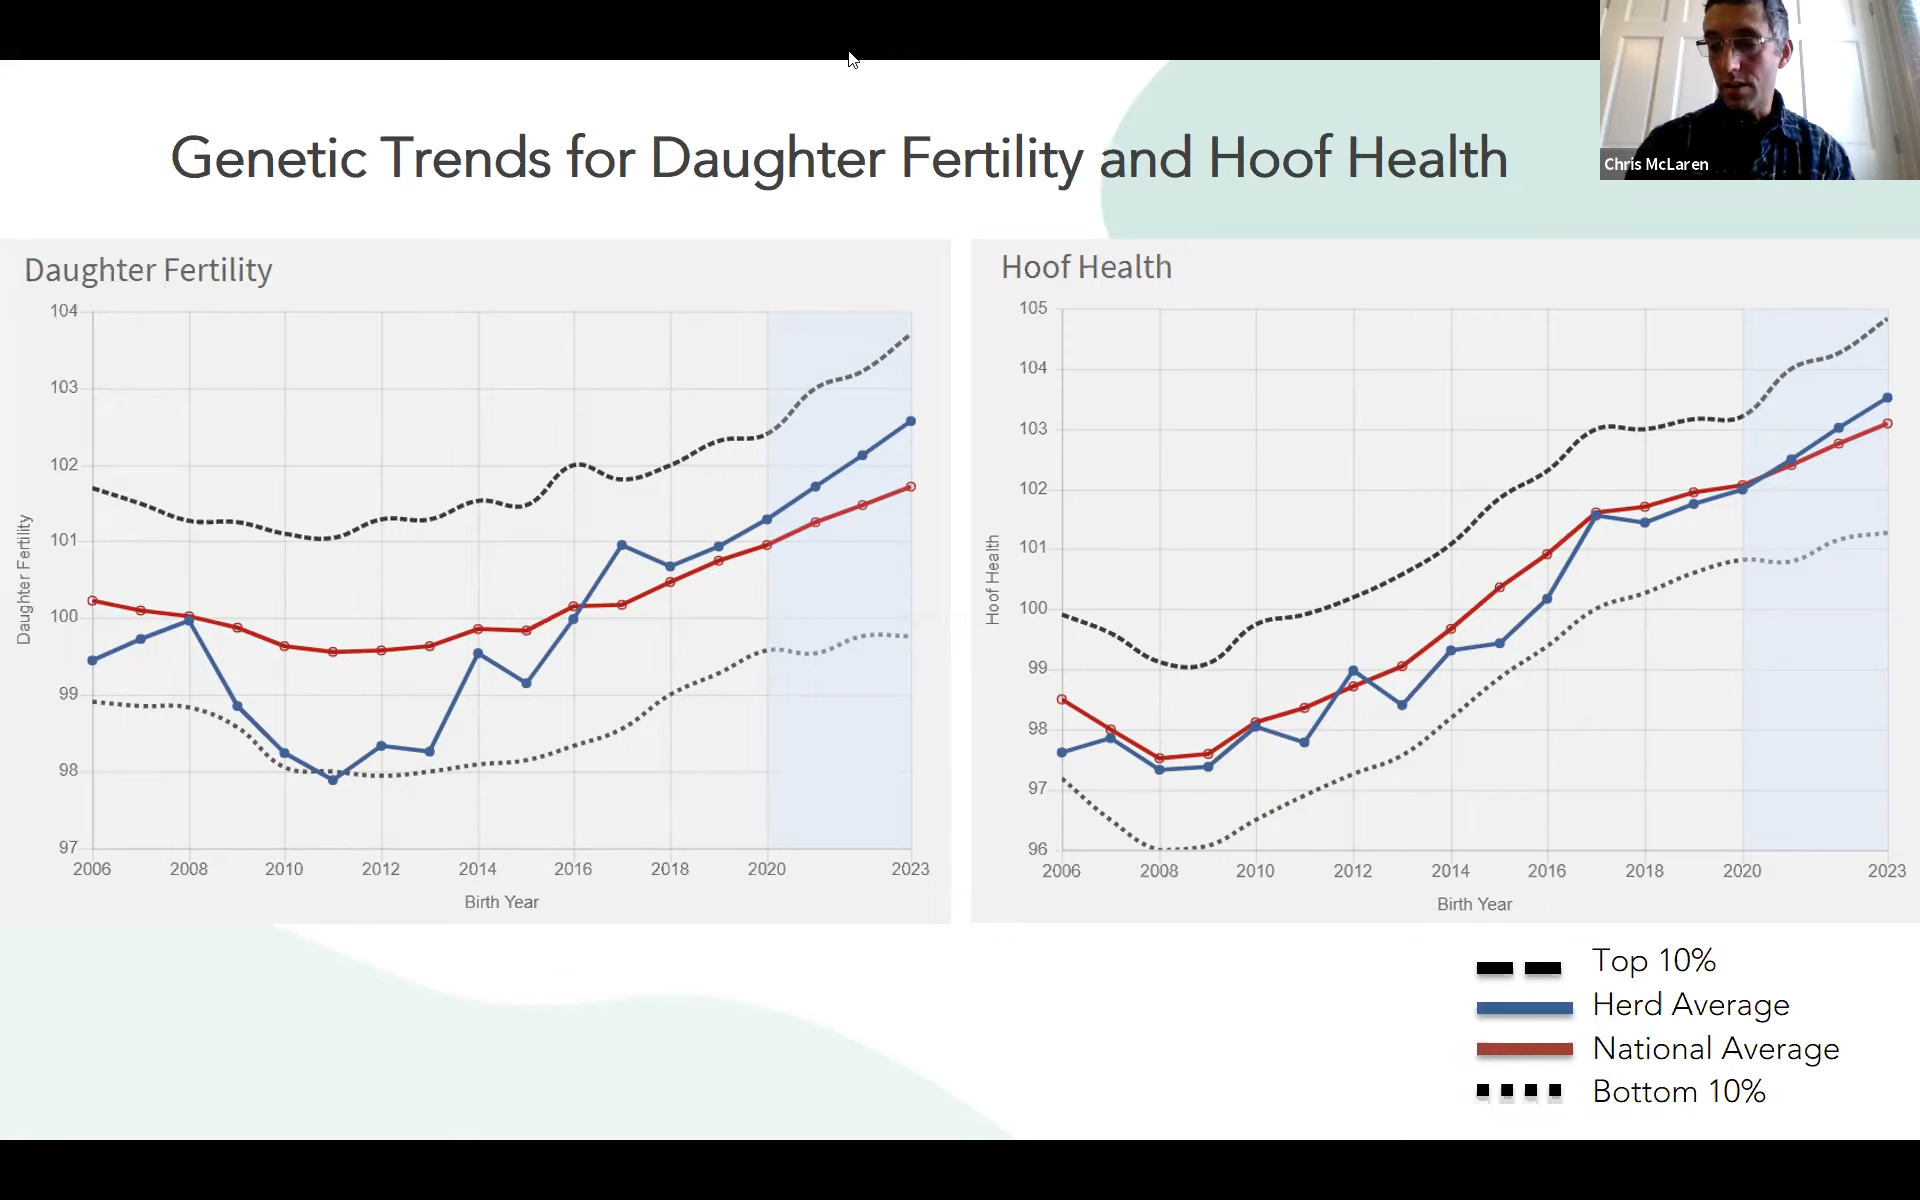 Chris McLaren
Genetic Trends for Daughter Fertility and Hoof Health
Daughter Fertility
104
103
102
101
100
99
98
97
Daughter Fertility
2006 2008 2010 2012 2014 2016 2018 2020 2023
Birth Year
Hoof Health
105
104
103
102
101
100
99
98
97
96
Hoof Health
2006 2008 2010 2012 2014 2016 2018 2020 2023
Birth Year
Top 10%
Herd Average
National Average
Bottom 10%